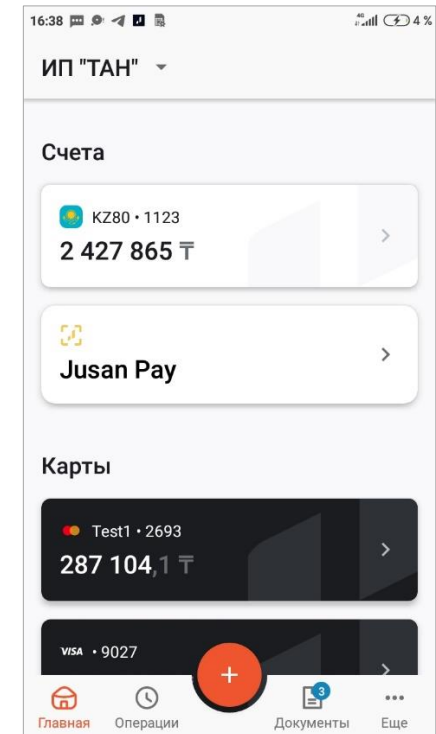 16:38 4G 4 %
ИП "ТАН"
Счета
KZ80 • 1123
2 427 865 ₸
Jusan Pay
Карты
Test1 • 2693
287 104,1 ₸
VISA • 9027
+
3
Главная Операции Документы Еще